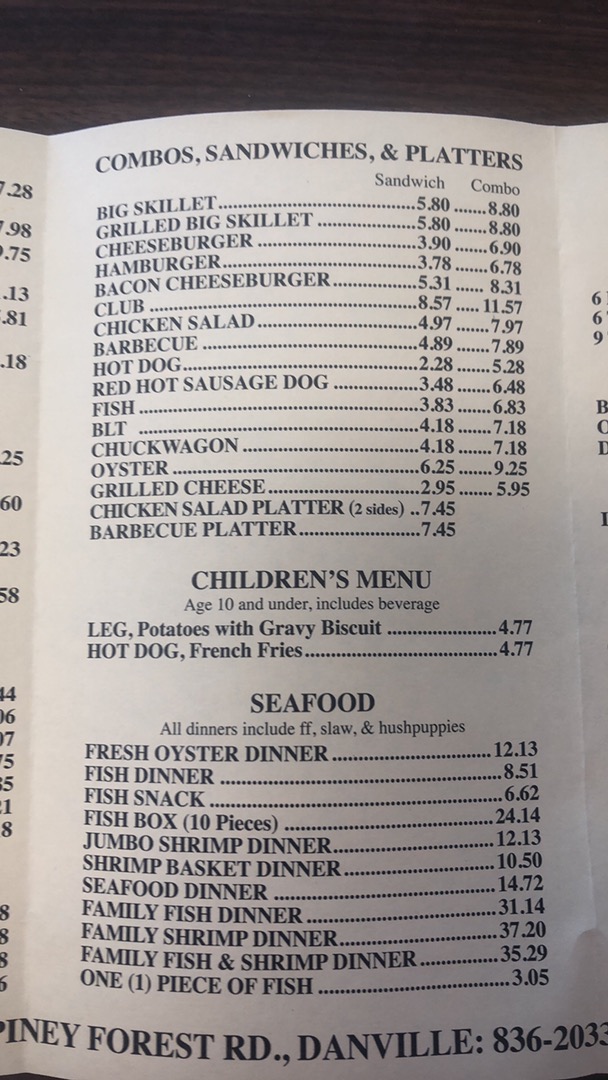 COMBOS, SANDWICHES, & PLATTERS
Sandwich Combo
BIG SKILLET 5.80 8.80
GRILLED BIG SKILLET 5.80 8.80
CHEESEBURGER 3.90 6.90
HAMBURGER 3.78 6.78
BACON CHEESEBURGER 5.31 8.31
CLUB 8.57 11.57
CHICKEN SALAD 4.97 7.97
BARBECUE 4.89 7.89
HOT DOG 2.28 5.28
RED HOT SAUSAGE DOG 3.48 6.48
FISH 3.83 6.83
BLT 4.18 7.18
CHUCKWAGON 4.18 7.18
OYSTER 6.25 9.25
GRILLED CHEESE 2.95 5.95
CHICKEN SALAD PLATTER (2 sides) 7.45
BARBECUE PLATTER 7.45
CHILDREN'S MENU
Age 10 and under, includes beverage
LEG, Potatoes with Gravy Biscuit 4.77
HOT DOG, French Fries 4.77
SEAFOOD
All dinners include ff, slaw, & hushpuppies
FRESH OYSTER DINNER 12.13
FISH DINNER 8.51
FISH SNACK 6.62
FISH BOX (10 Pieces) 24.14
JUMBO SHRIMP DINNER 12.13
SHRIMP BASKET DINNER 10.50
SEAFOOD DINNER 14.72
FAMILY FISH DINNER 31.14
FAMILY SHRIMP DINNER 37.20
FAMILY FISH & SHRIMP DINNER 35.29
ONE (1) PIECE OF FISH 3.05
PINEY FOREST RD., DANVILLE: 836-2033